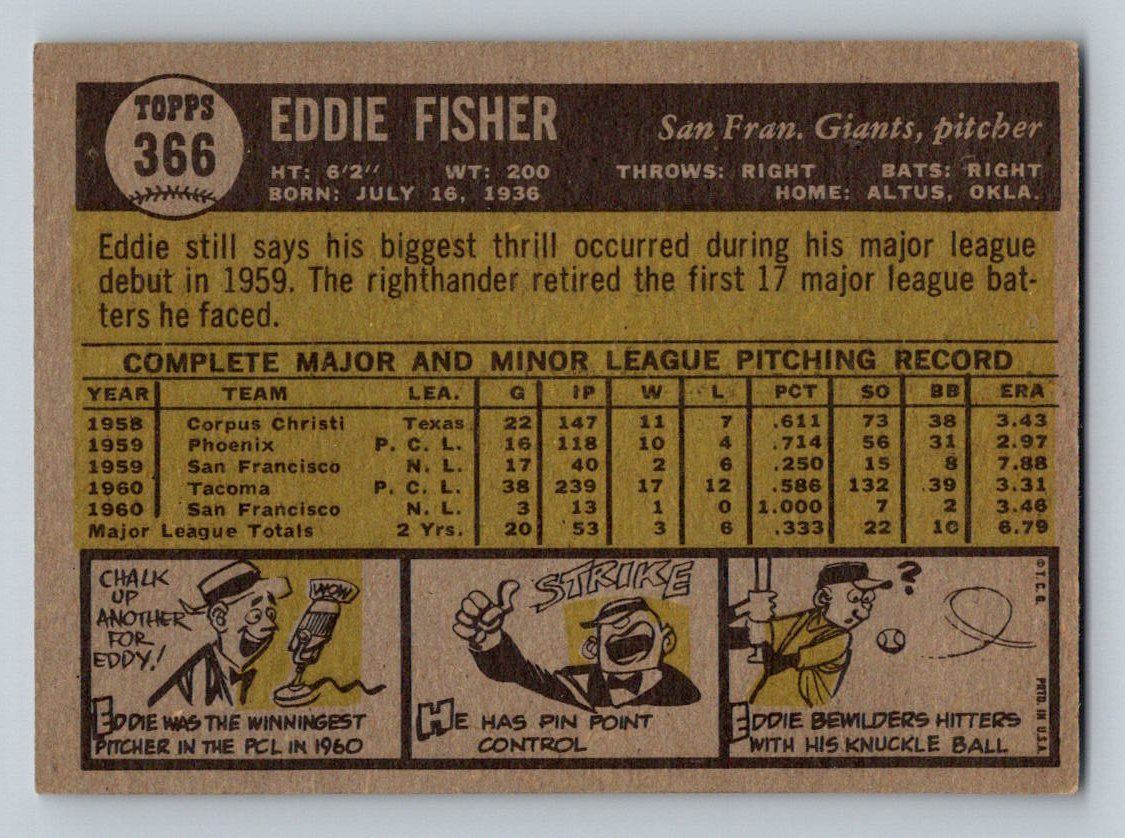 TOPPS
366
EDDIE FISHER
San Fran. Giants, pitcher
HT: 6'2" WT: 200 THROWS: RIGHT BATS: RIGHT
BORN: JULY 16, 1936 HOME: ALTUS, OKLA.
Eddie still says his biggest thrill occurred during his major league
debut in 1959. The righthander retired the first 17 major league bat-
ters he faced.
COMPLETE MAJOR AND MINOR LEAGUE PITCHING RECORD
YEAR TEAM LEA. G IP W L PCT SO BB ERA
1958 Corpus Christi Texas 22 147 11 7 .611 73 38 3.43
1959 Phoenix P. C. L. 16 118 10 4 .714 56 31 2.97
1959 San Francisco N. L. 17 40 2 6 .250 15 8 7.88
1960 Tacoma P. C. L. 38 239 17 12 .586 132 39 3.31
1960 San Francisco N. L. 3 13 1 0 1.000 7 2 3.46
Major League Totals 2 Yrs. 20 53 3 6 .333 22 10 6.79
CHALK
UP
ANOTHER
FOR
EDDY!
WOW
EDDIE WAS THE WINNINGEST
PITCHER IN THE PCL IN 1960
STRIKE
HE HAS PIN POINT
CONTROL
?
EDDIE BEWILDERS HITTERS
WITH HIS KNUCKLE BALL
© T. C. G.
PRTD. IN U.S.A.